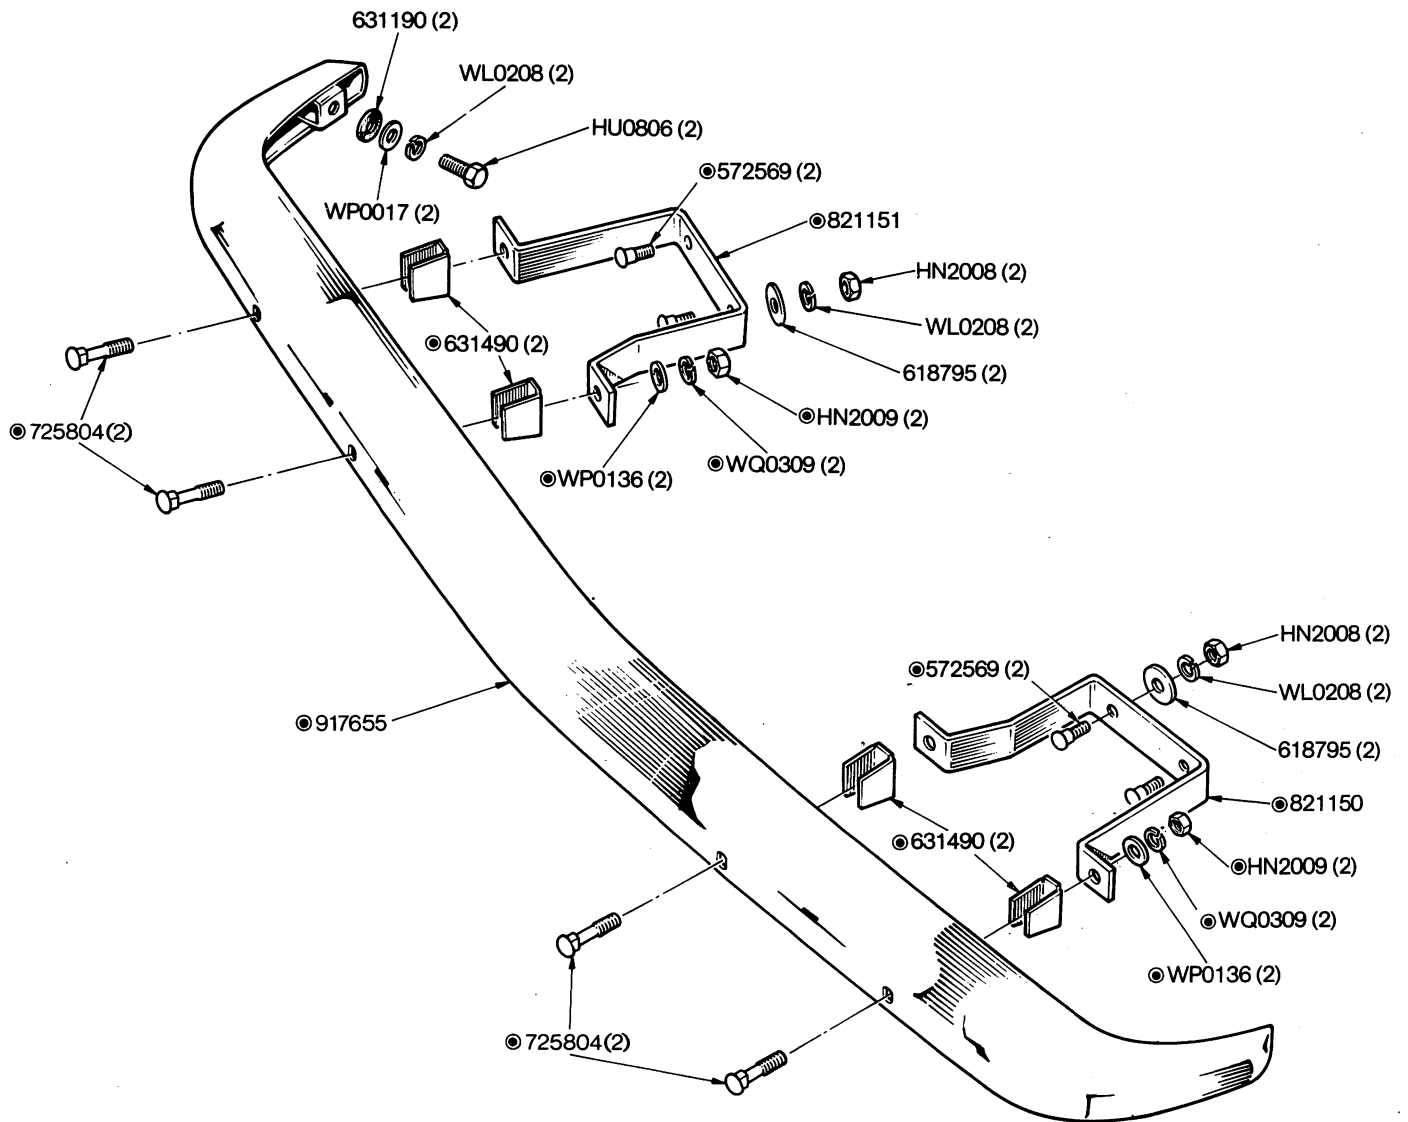 631190 (2)
WL0208 (2)
HU0806 (2)
◉572569 (2)
WP0017 (2)
◉821151
HN2008 (2)
WL0208 (2)
◉631490 (2)
618795 (2)
◉HN2009 (2)
◉725804(2)
◉WQ0309 (2)
◉WP0136 (2)
HN2008 (2)
◉572569 (2)
WL0208 (2)
◉917655
618795 (2)
◉821150
◉631490 (2)
◉HN2009 (2)
◉WQ0309 (2)
◉WP0136 (2)
◉725804(2)